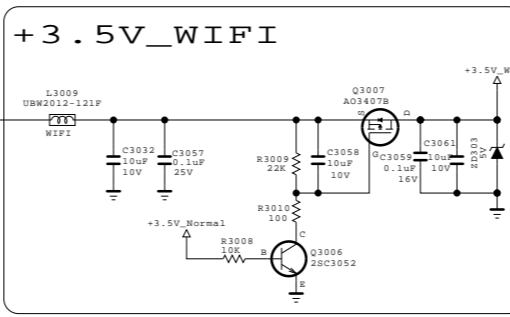 +3.5V_WIFI
L3009
UBW2012-121F
WIFI
C3032
10uF
10V
C3057
0.1uF
25V
R3009
22K
C3058
10uF
10V
Q3007
AO3407B
S
D
G
C3059
0.1uF
16V
C3061
10uF
10V
ZD303
5V
+3.5V_W
R3010
100
+3.5V_Normal
R3008
10K
B
C
E
Q3006
2SC3052